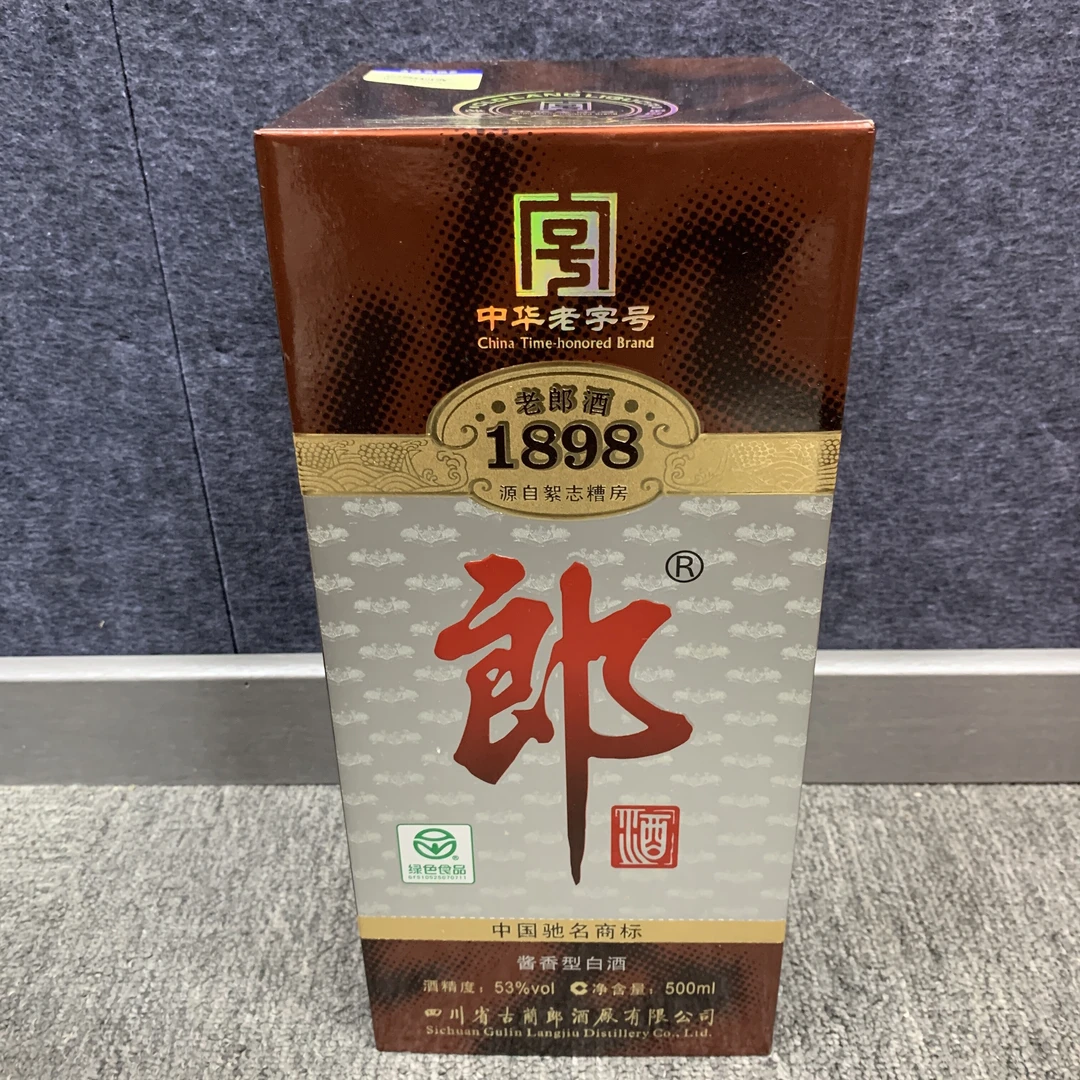 中华老字号
China Time-honored Brand
老郎酒
1898
源自絮志糟房
郎®
酒
绿色食品
中国驰名商标
酱香型白酒
酒精度：53%vol 净含量：500ml
四川省古蔺郎酒厂有限公司
Sichuan Gulin Langjiu Distillery Co., Ltd.